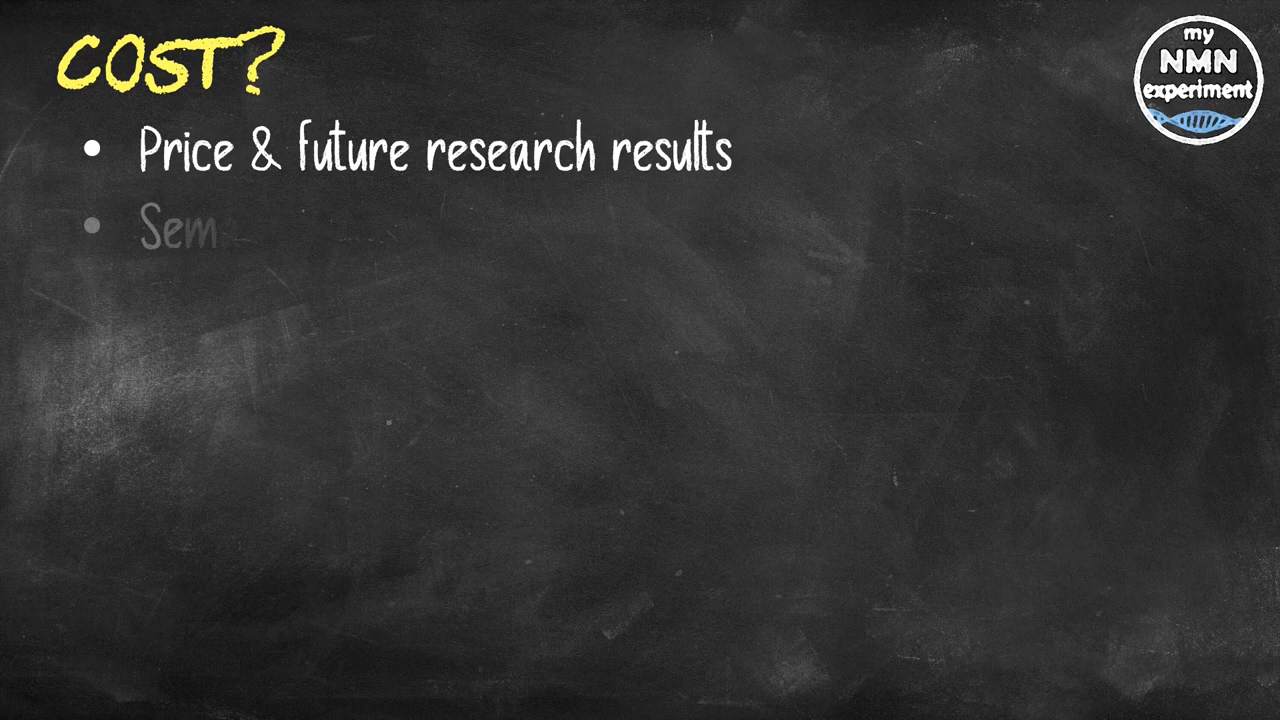 COST?
• Price & future research results
• Sem
my
NMN
experiment